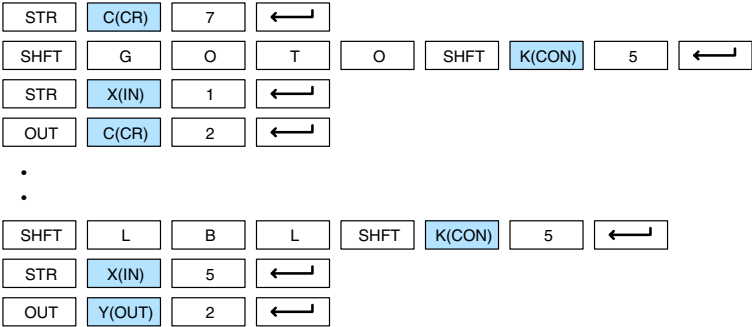 STR C(CR) 7
SHFT G O T O SHFT K(CON) 5
STR X(IN) 1
OUT C(CR) 2
SHFT L B L SHFT K(CON) 5
STR X(IN) 5
OUT Y(OUT) 2